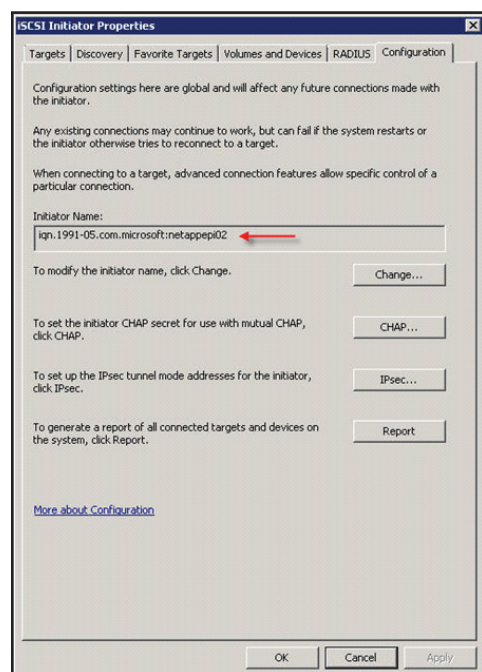 iSCSI Initiator Properties
Targets Discovery Favorite Targets Volumes and Devices RADIUS Configuration
Configuration settings here are global and will affect any future connections made with
the initiator.
Any existing connections may continue to work, but can fail if the system restarts or
the initiator otherwise tries to reconnect to a target.
When connecting to a target, advanced connection features allow specific control of a
particular connection.
Initiator Name:
iqn.1991-05.com.microsoft:netappepi02
To modify the initiator name, click Change.
Change...
To set the initiator CHAP secret for use with mutual CHAP,
click CHAP.
CHAP...
To set up the IPsec tunnel mode addresses for the initiator,
click IPsec.
IPsec...
To generate a report of all connected targets and devices on
the system, click Report.
Report
More about Configuration
OK Cancel Apply